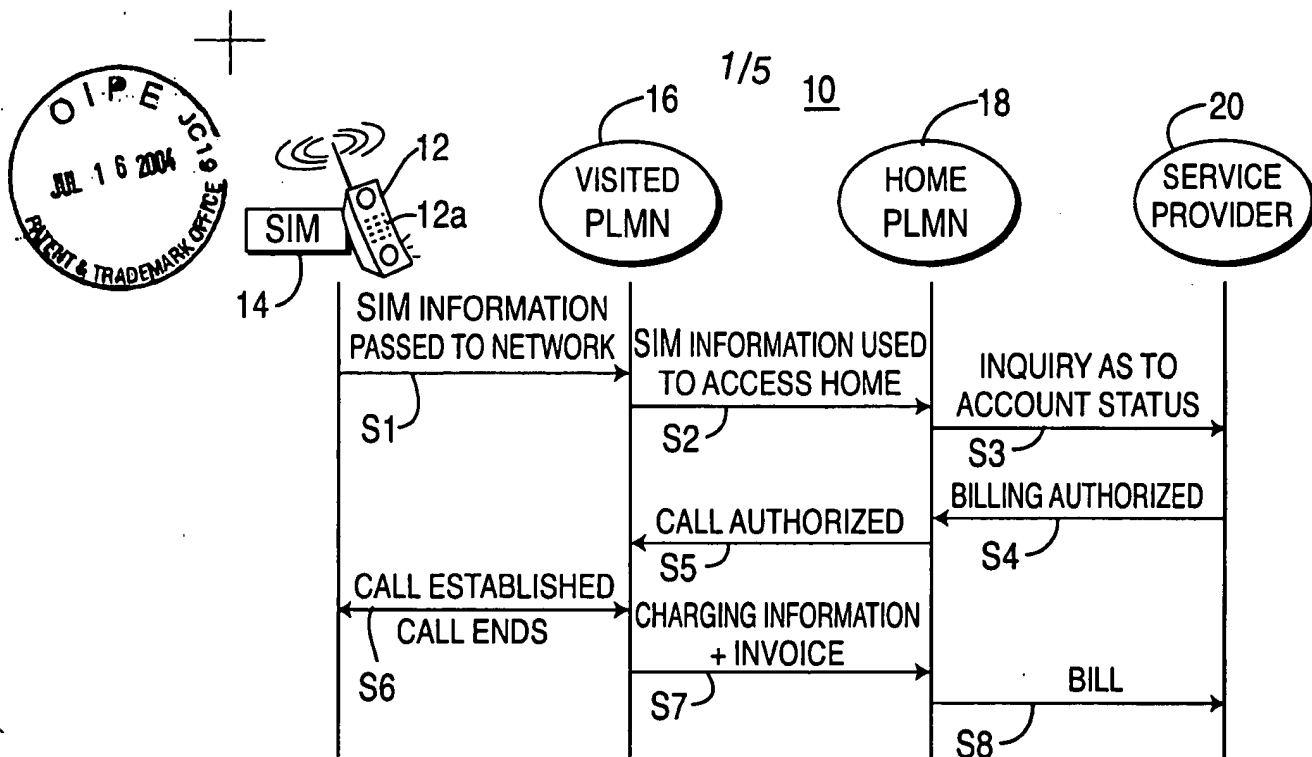 1/5
10
OIPE JC16
JUL 16 2004
PATENT & TRADEMARK OFFICE
12
12a
SIM
14
16
VISITED
PLMN
18
HOME
PLMN
20
SERVICE
PROVIDER
SIM INFORMATION
PASSED TO NETWORK
S1
SIM INFORMATION USED
TO ACCESS HOME
S2
INQUIRY AS TO
ACCOUNT STATUS
S3
BILLING AUTHORIZED
S4
CALL AUTHORIZED
S5
CALL ESTABLISHED
CALL ENDS
S6
CHARGING INFORMATION
+ INVOICE
S7
BILL
S8